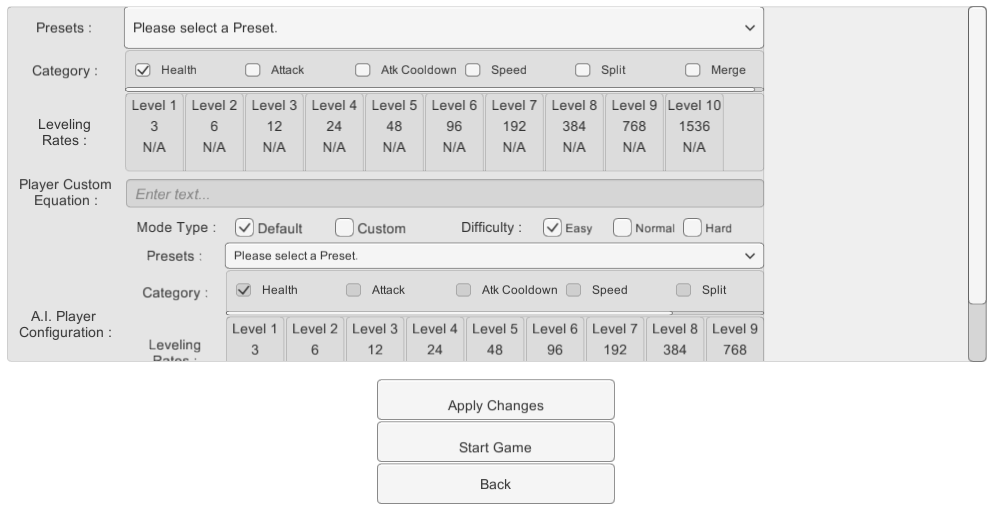 Presets : Please select a Preset.
Category : Health Attack Atk Cooldown Speed Split Merge
Level 1 Level 2 Level 3 Level 4 Level 5 Level 6 Level 7 Level 8 Level 9 Level 10
Leveling Rates : 3 6 12 24 48 96 192 384 768 1536
N/A N/A N/A N/A N/A N/A N/A N/A N/A N/A
Player Custom
Equation :
Enter text...
Mode Type : Default Custom Difficulty : Easy Normal Hard
Presets : Please select a Preset.
Category : Health Attack Atk Cooldown Speed Split
A.I. Player
Configuration :
Level 1 Level 2 Level 3 Level 4 Level 5 Level 6 Level 7 Level 8 Level 9
Leveling
3 6 12 24 48 96 192 384 768
Rates :
Apply Changes
Start Game
Back